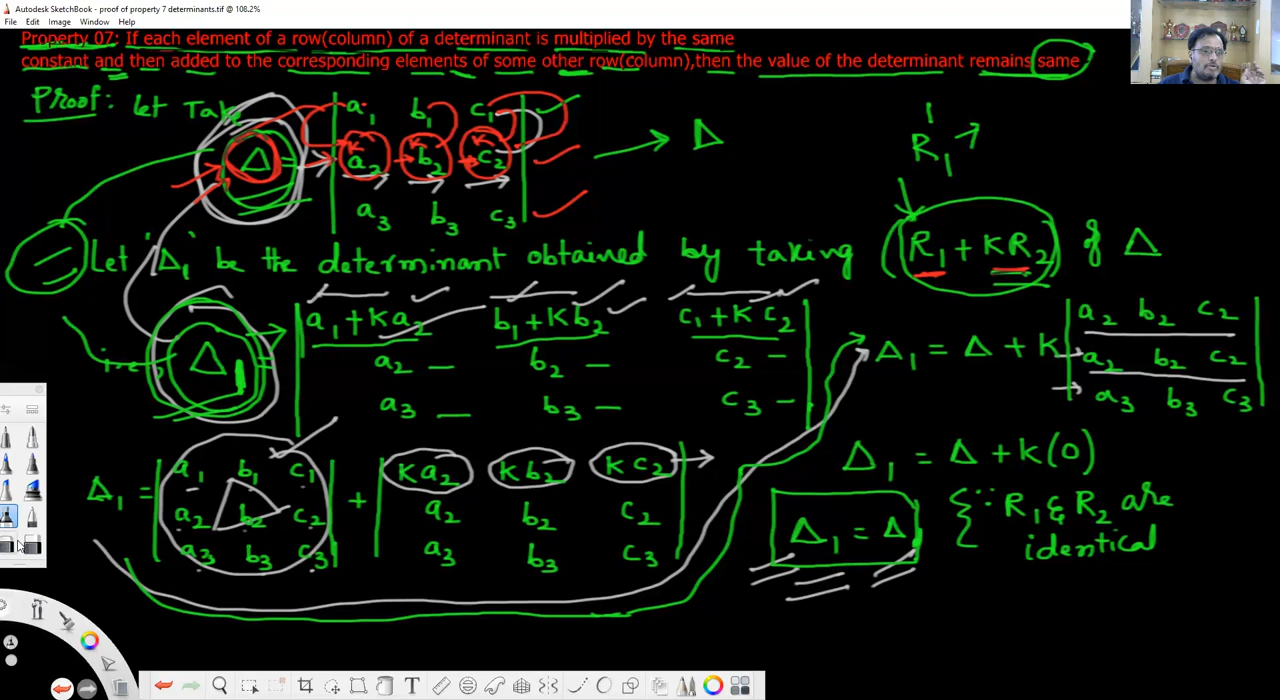 Autodesk SketchBook - proof of property 7 determinants.tif @ 108.2%
File Edit Image Window Help
Property 07: If each element of a row(column) of a determinant is multiplied by the same
constant and then added to the corresponding elements of some other row(column),then the value of the determinant remains same
Proof: let Take
Δ = | a₁ b₁ c₁ |
| K a₂ K b₂ K c₂ | → Δ
| a₃ b₃ c₃ |
R₁
Let 'Δ₁' be the determinant obtained by taking (R₁ + KR₂) of Δ
i.e., Δ₁ = | a₁ + Ka₂ b₁ + Kb₂ c₁ + Kc₂ |
| a₂ b₂ c₂ |
| a₃ b₃ c₃ |
Δ₁ = | a₁ b₁ c₁ | + | Ka₂ Kb₂ Kc₂ |
| a₂ b₂ c₂ | | a₂ b₂ c₂ |
| a₃ b₃ c₃ | | a₃ b₃ c₃ |
Δ
Δ₁ = Δ + K | a₂ b₂ c₂ |
| a₂ b₂ c₂ |
| a₃ b₃ c₃ |
Δ₁ = Δ + K(0)
Δ₁ = Δ {∵ R₁ & R₂ are
identical